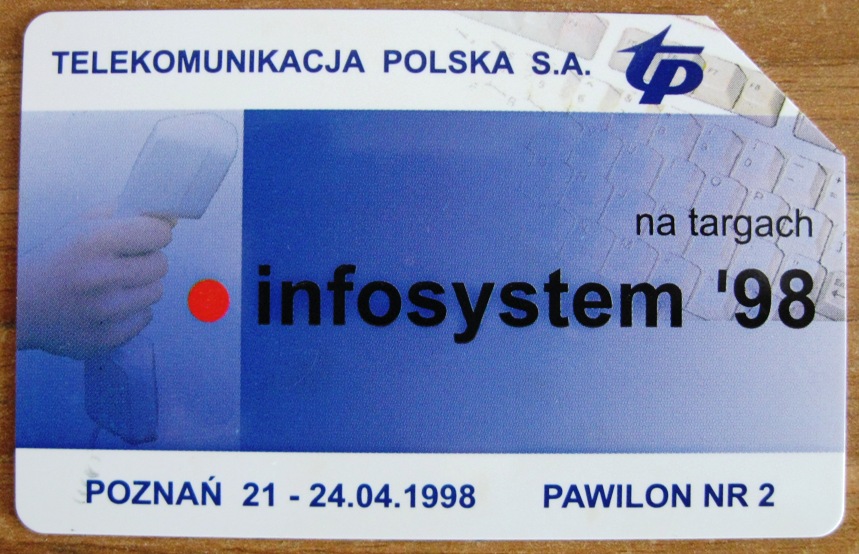 TELEKOMUNIKACJA POLSKA S.A. tp
na targach
infosystem '98
POZNAŃ 21 - 24.04.1998 PAWILON NR 2